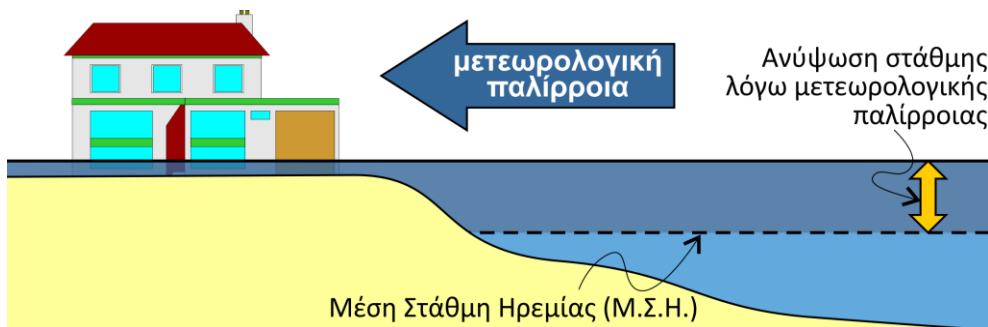 μετεωρολογική
παλίρροια
Ανύψωση στάθμης
λόγω μετεωρολογικής
παλίρροιας
Μέση Στάθμη Ηρεμίας (Μ.Σ.Η.)